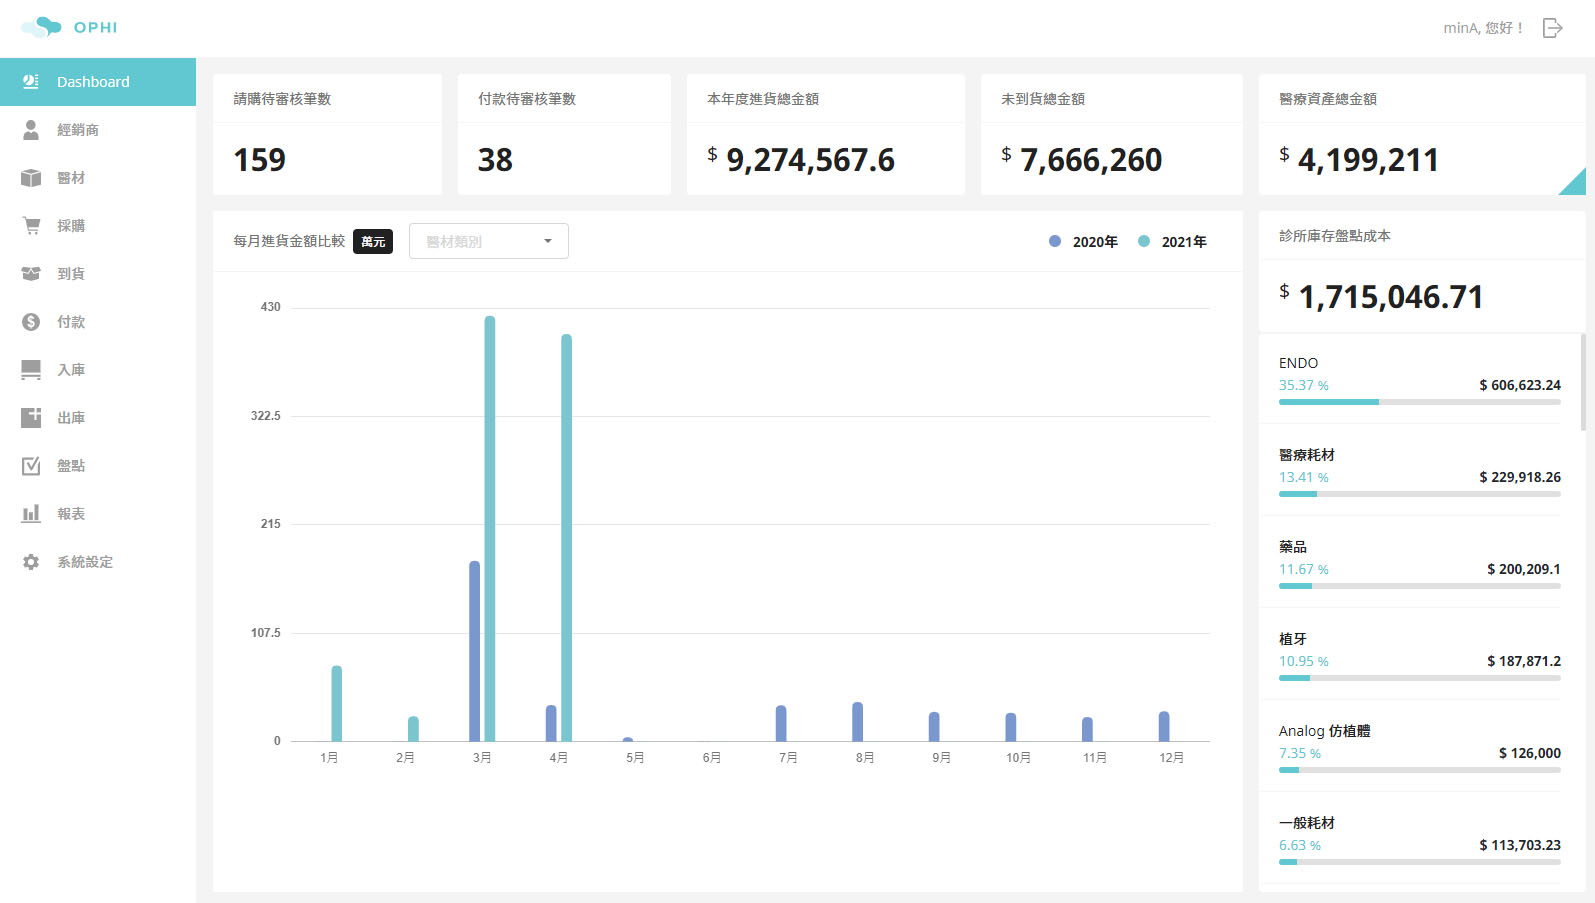 OPHI
minA, 您好！
Dashboard
經銷商
醫材
採購
到貨
付款
入庫
出庫
盤點
報表
系統設定
請購待審核筆數
159
付款待審核筆數
38
本年度進貨總金額
$ 9,274,567.6
未到貨總金額
$ 7,666,260
醫療資產總金額
$ 4,199,211
每月進貨金額比較 萬元 醫材類別 2020年 2021年
430
322.5
215
107.5
0
1月 2月 3月 4月 5月 6月 7月 8月 9月 10月 11月 12月
診所庫存盤點成本
$ 1,715,046.71
ENDO
35.37 % $ 606,623.24
醫療耗材
13.41 % $ 229,918.26
藥品
11.67 % $ 200,209.1
植牙
10.95 % $ 187,871.2
Analog 仿植體
7.35 % $ 126,000
一般耗材
6.63 % $ 113,703.23